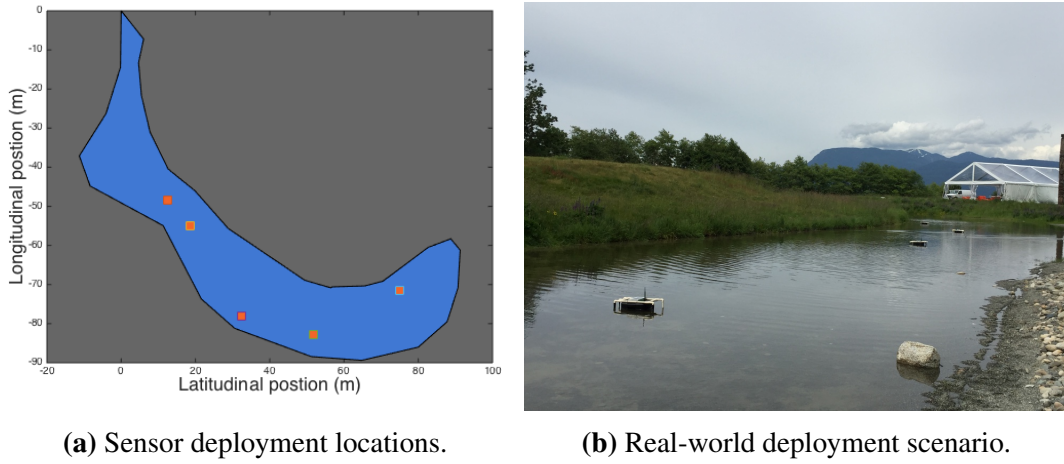 0
-10
-20
-30
-40
-50
-60
-70
-80
-90
Longitudinal postion (m)
-20 0 20 40 60 80 100
Latitudinal postion (m)
(a) Sensor deployment locations.
(b) Real-world deployment scenario.